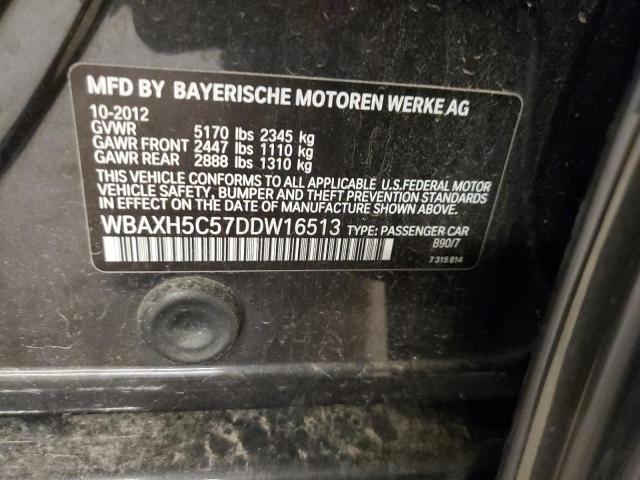 MFD BY BAYERISCHE MOTOREN WERKE AG
10-2012
GVWR 5170 lbs 2345 kg
GAWR FRONT 2447 lbs 1110 kg
GAWR REAR 2888 lbs 1310 kg
THIS VEHICLE CONFORMS TO ALL APPLICABLE U.S. FEDERAL MOTOR
VEHICLE SAFETY, BUMPER AND THEFT PREVENTION STANDARDS
IN EFFECT ON THE DATE OF MANUFACTURE SHOWN ABOVE.
WBAXH5C57DDW16513 TYPE: PASSENGER CAR
B90/7
7 315 814